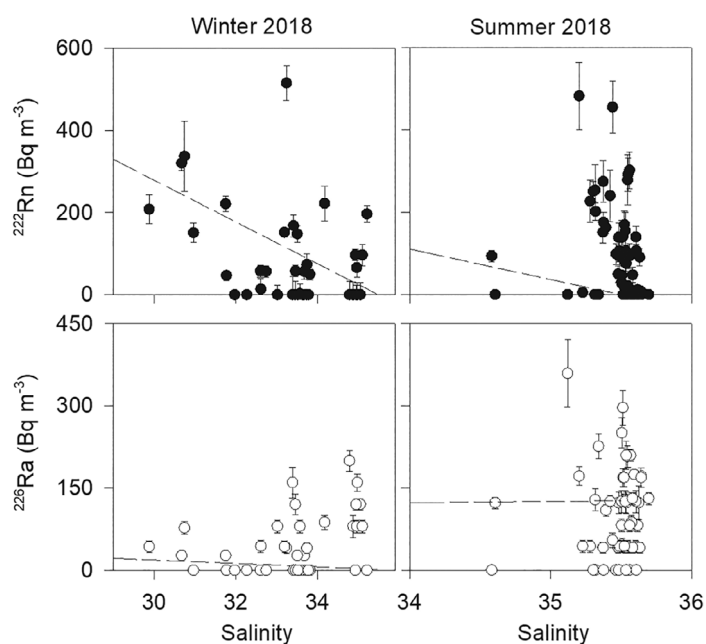 Winter 2018 Summer 2018
600
400
200
0
²²²Rn (Bq m⁻³)
450
300
150
0
²²⁶Ra (Bq m⁻³)
30 32 34 34 35 36
Salinity Salinity